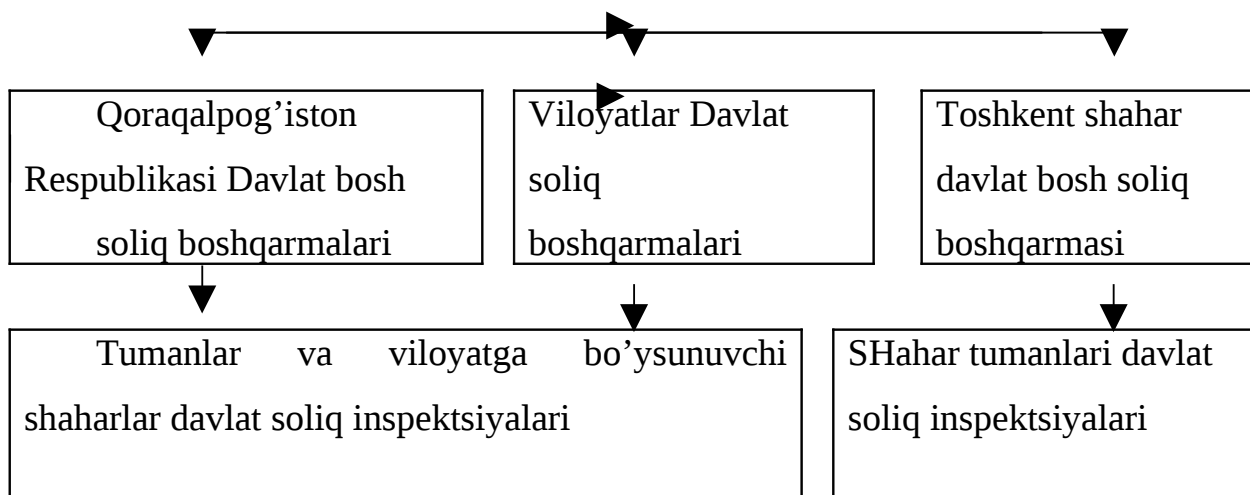 Qoraqalpog’iston
Respublikasi Davlat bosh
soliq boshqarmalari
Viloyatlar Davlat
soliq
boshqarmalari
Toshkent shahar
davlat bosh soliq
boshqarmasi
Tumanlar va viloyatga bo’ysunuvchi
shaharlar davlat soliq inspektsiyalari
SHahar tumanlari davlat
soliq inspektsiyalari